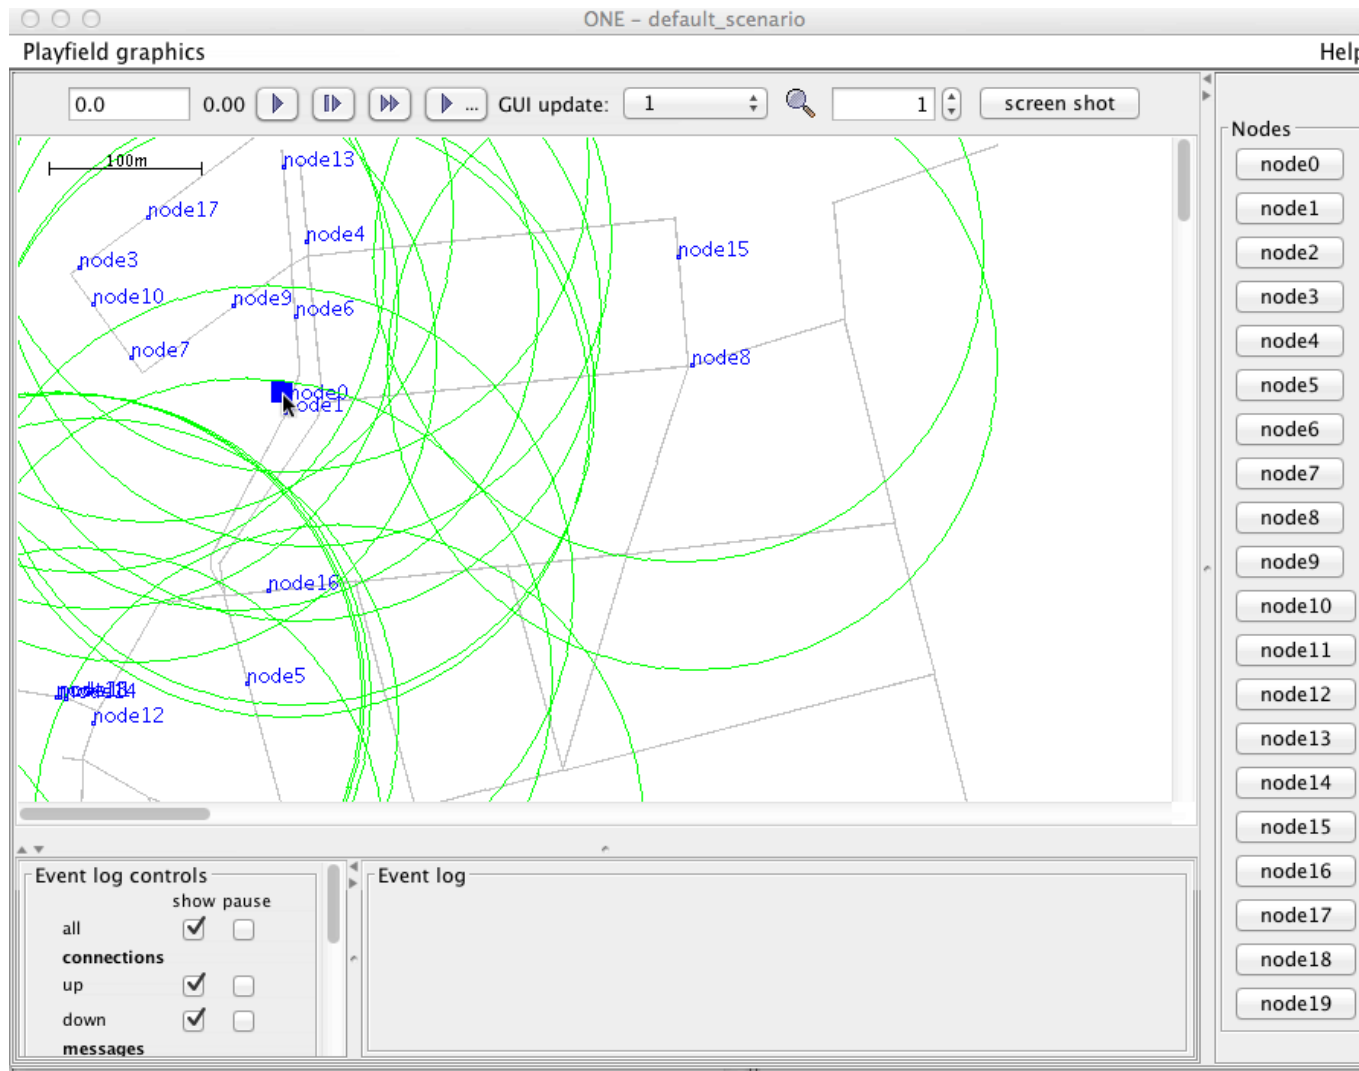 ONE – default_scenario
Playfield graphics
Help
0.0 0.00 ... GUI update: 1 1 screen shot
100m
node13
node17
node4
node15
node3
node10
node9
node6
node7
node8
node0
node1
node16
node5
node12
Nodes
node0
node1
node2
node3
node4
node5
node6
node7
node8
node9
node10
node11
node12
node13
node14
node15
node16
node17
node18
node19
Event log controls
show pause
all
connections
up
down
messages
Event log